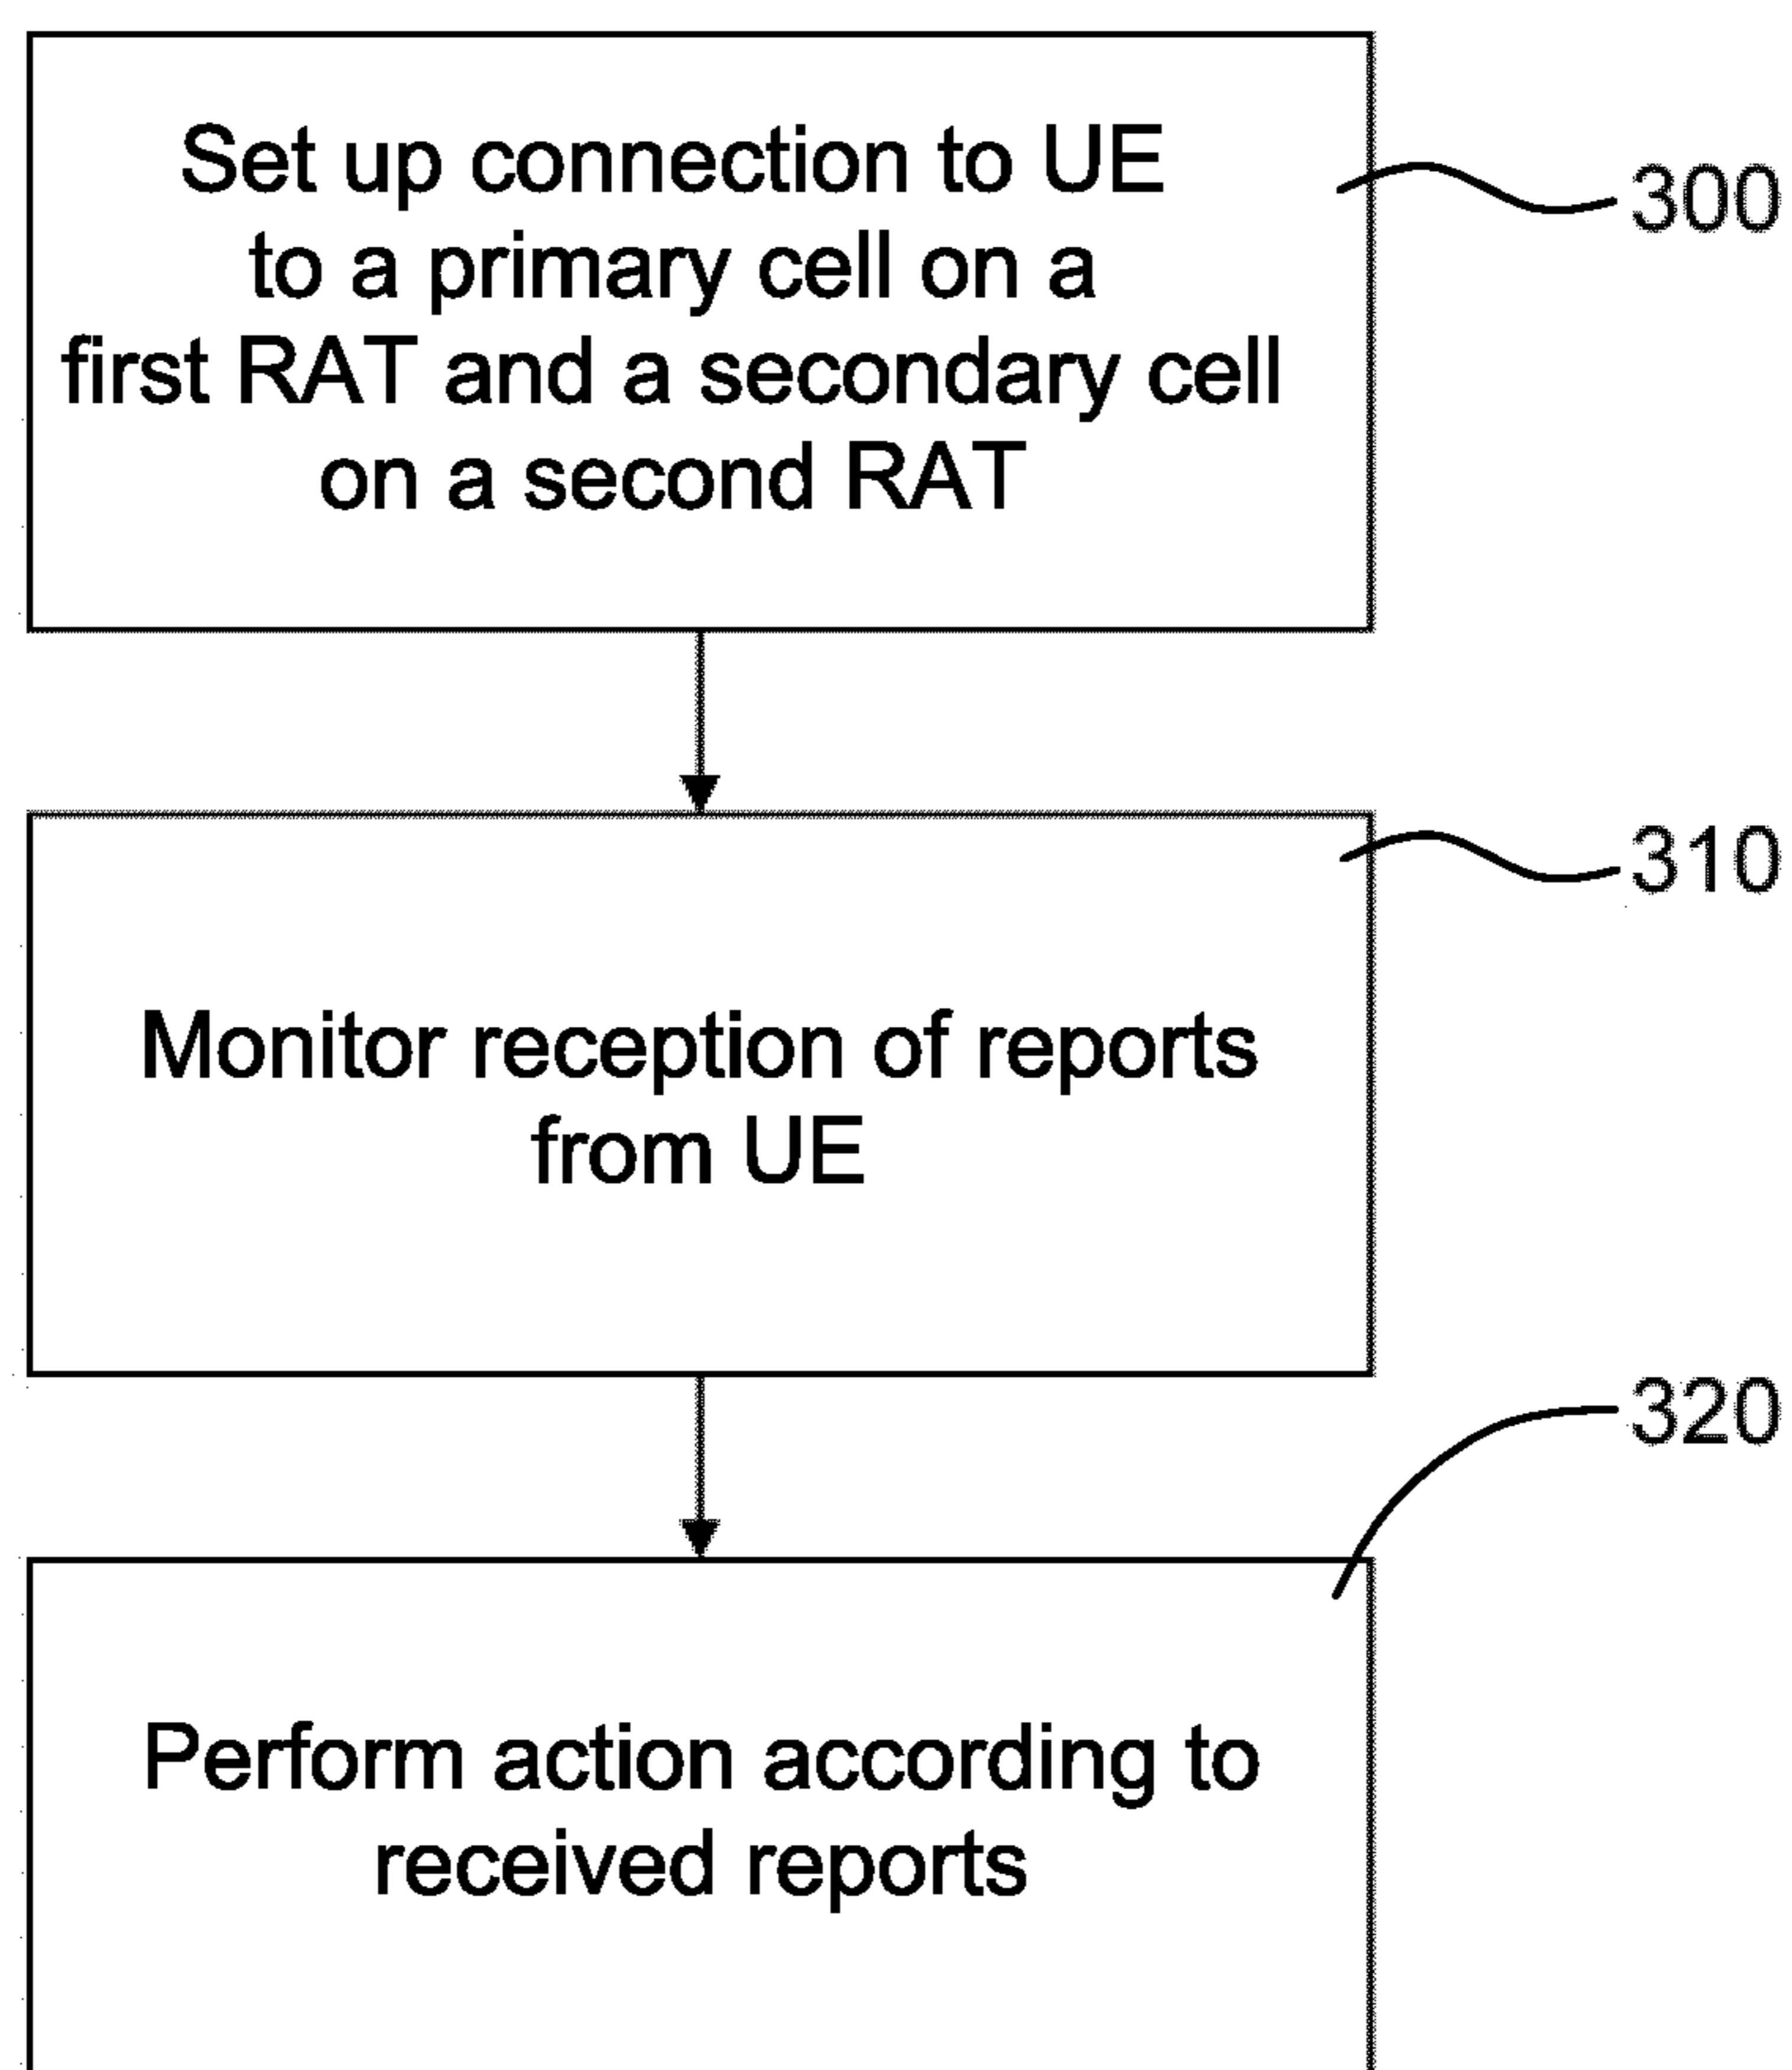 Set up connection to UE
to a primary cell on a
first RAT and a secondary cell
on a second RAT
300
310
Monitor reception of reports
from UE
320
Perform action according to
received reports